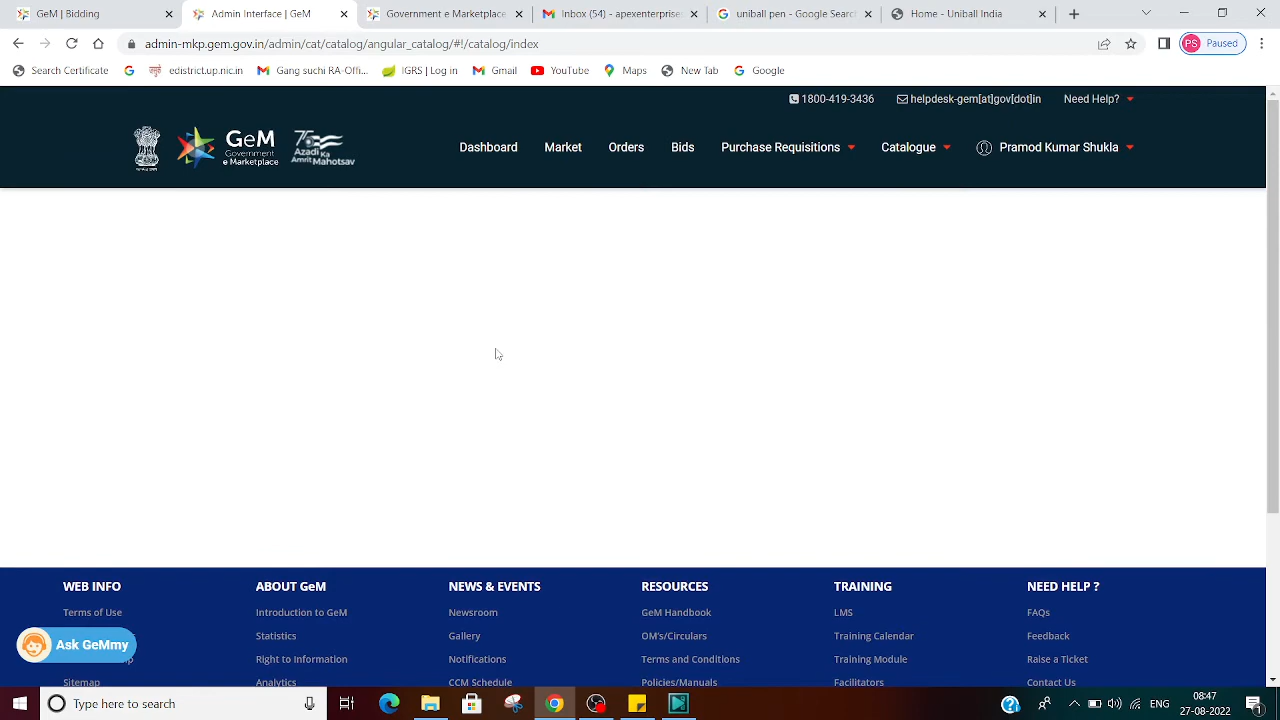 GeM | Bidding
Admin Interface | GeM
Government e Marketplace
Inbox (54) - apexenterprises
uniball pen - Google Search
Home - Uniball India
admin-mkp.gem.gov.in/admin/cat/catalog/angular_catalog/#!/catalog/index
PS Paused
Search Certificate
edistrict.up.nic.in
Gang suchi RA-Offi...
IGRS | Log in
Gmail
YouTube
Maps
New Tab
Google
1800-419-3436 helpdesk-gem[at]gov[dot]in Need Help?
GeM
Government
e Marketplace
Azadi Ka
Amrit Mahotsav
Dashboard Market Orders Bids Purchase Requisitions Catalogue Pramod Kumar Shukla
WEB INFO ABOUT GeM NEWS & EVENTS RESOURCES TRAINING NEED HELP ?
Terms of Use Introduction to GeM Newsroom GeM Handbook LMS FAQs
Statistics Gallery OM's/Circulars Training Calendar Feedback
Ask GeMmy
Right to Information Notifications Terms and Conditions Training Module Raise a Ticket
Sitemap Analytics CCM Schedule Policies/Manuals Facilitators Contact Us
Type here to search
ENG
08:47
27-08-2022